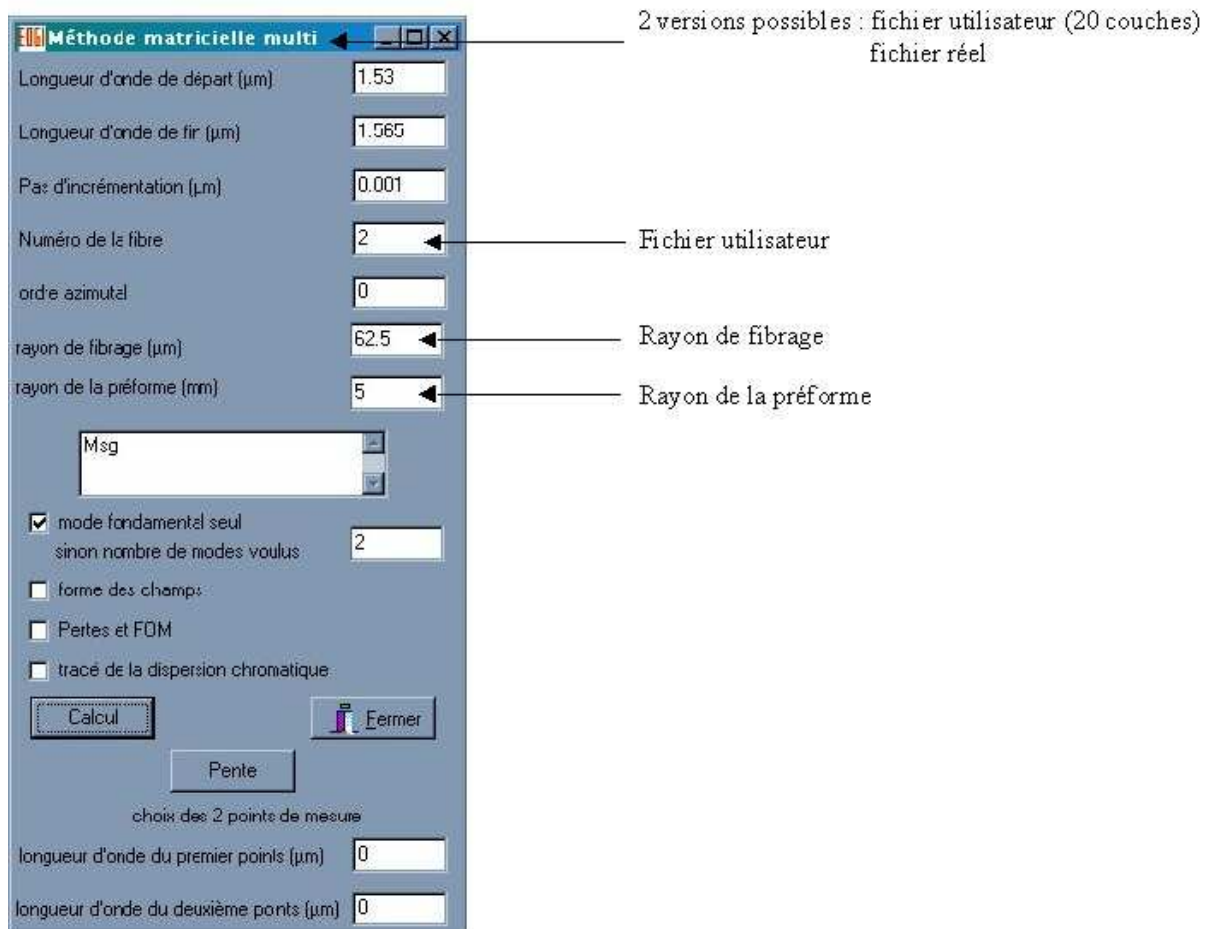 Méthode matricielle multi
2 versions possibles : fichier utilisateur (20 couches)
fichier réel
Longueur d'onde de départ (µm) 1.53
Longueur d'onde de fin (µm) 1.565
Pas d'incrémentation (µm) 0.001
Numéro de la fibre 2
Fichier utilisateur
ordre azimutal 0
rayon de fibrage (µm) 62.5
Rayon de fibrage
rayon de la préforme (mm) 5
Rayon de la préforme
Msg
mode fondamental seul
sinon nombre de modes voulus 2
forme des champs
Pertes et FOM
tracé de la dispersion chromatique
Calcul
Fermer
Pente
choix des 2 points de mesure
longueur d'onde du premier points (µm) 0
longueur d'onde du deuxième ponts (µm) 0